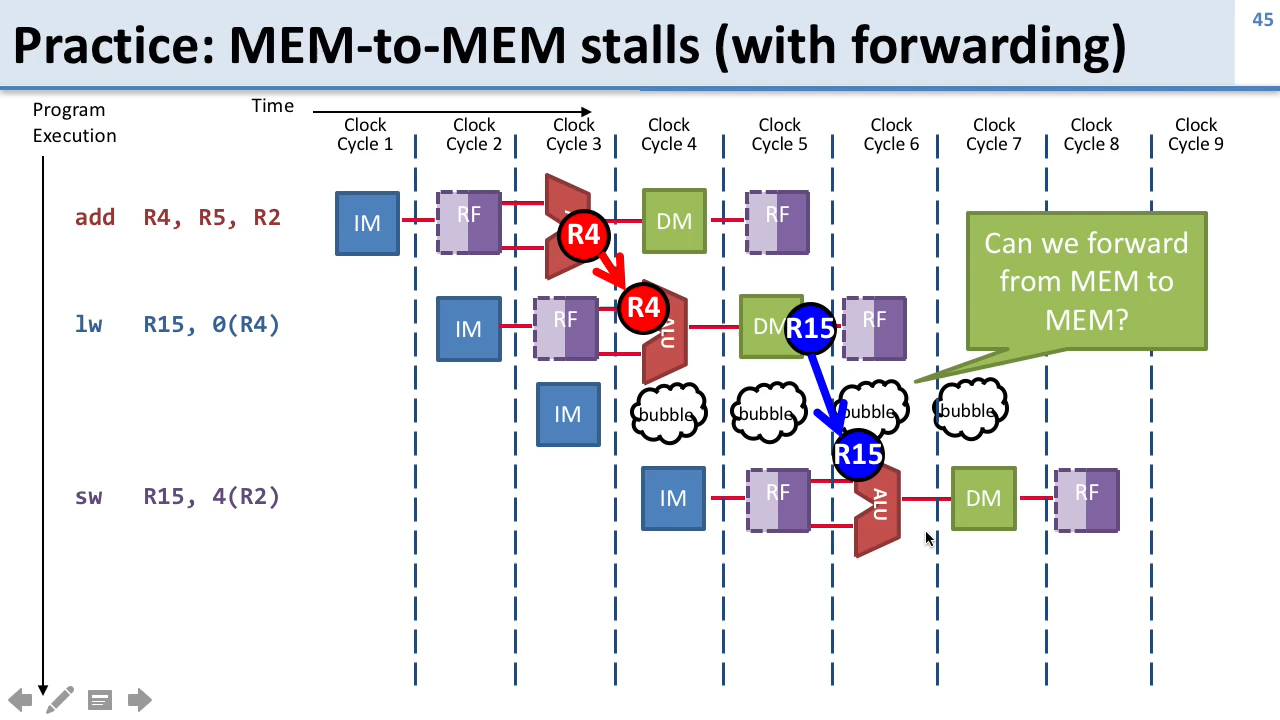 Practice: MEM-to-MEM stalls (with forwarding)
45
Program
Execution
Time
Clock
Cycle 1
Clock
Cycle 2
Clock
Cycle 3
Clock
Cycle 4
Clock
Cycle 5
Clock
Cycle 6
Clock
Cycle 7
Clock
Cycle 8
Clock
Cycle 9
add R4, R5, R2
IM
RF
R4
DM
RF
Can we forward
from MEM to
MEM?
lw R15, 0(R4)
IM
RF
R4
ALU
DM
R15
RF
IM
bubble
bubble
bubble
bubble
R15
sw R15, 4(R2)
IM
RF
ALU
DM
RF